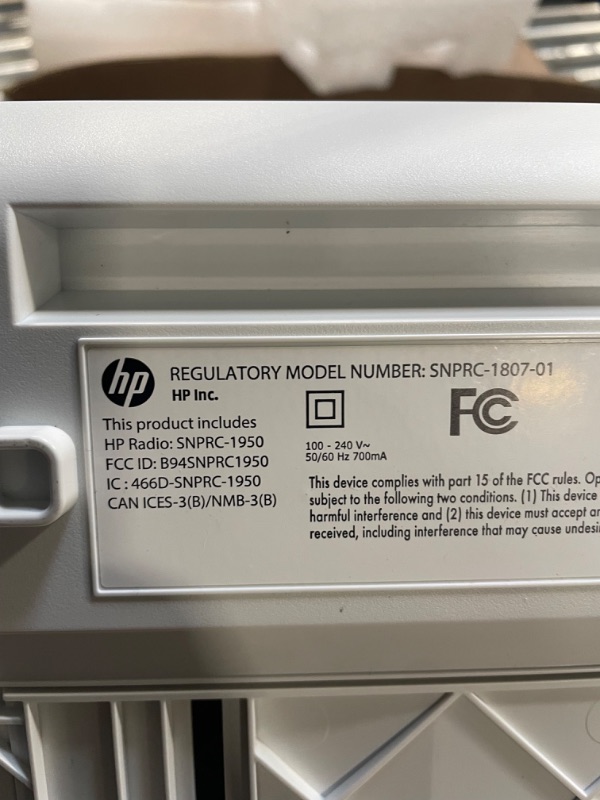 hp
REGULATORY MODEL NUMBER: SNPRC-1807-01
HP Inc.
This product includes
HP Radio: SNPRC-1950
FCC ID: B94SNPRC1950
IC : 466D-SNPRC-1950
CAN ICES-3(B)/NMB-3(B)
100 - 240 V~
50/60 Hz 700mA
FC
This device complies with part 15 of the FCC rules.
subject to the following two conditions. (1) This device
harmful interference and (2) this device must accept
received, including interference that may cause